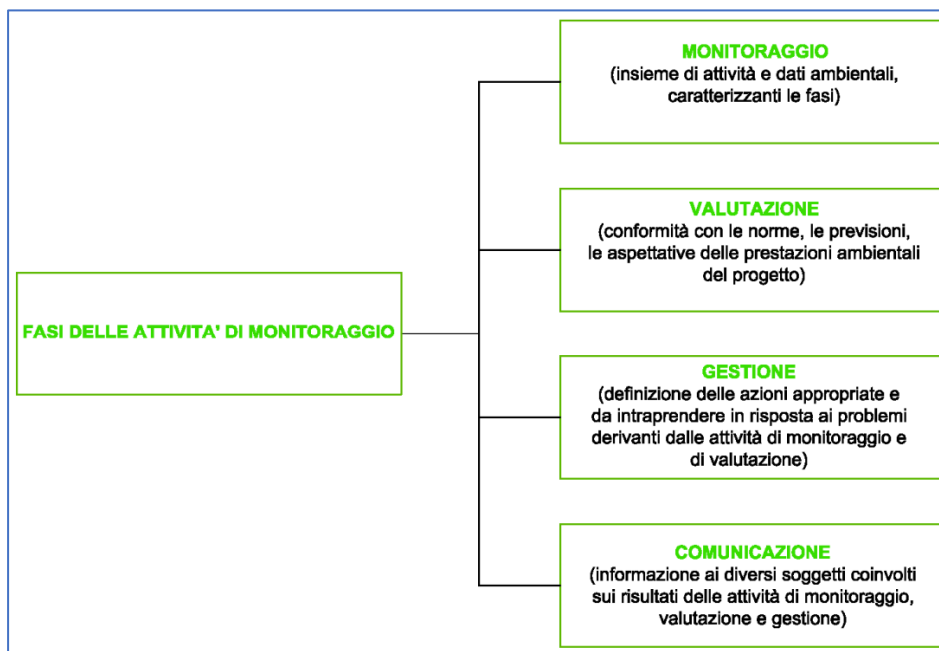 FASI DELLE ATTIVITA' DI MONITORAGGIO
MONITORAGGIO
(insieme di attività e dati ambientali,
caratterizzanti le fasi)
VALUTAZIONE
(conformità con le norme, le previsioni,
le aspettative delle prestazioni ambientali
del progetto)
GESTIONE
(definizione delle azioni appropriate e
da intraprendere in risposta ai problemi
derivanti dalle attività di monitoraggio e
di valutazione)
COMUNICAZIONE
(informazione ai diversi soggetti coinvolti
sui risultati delle attività di monitoraggio,
valutazione e gestione)